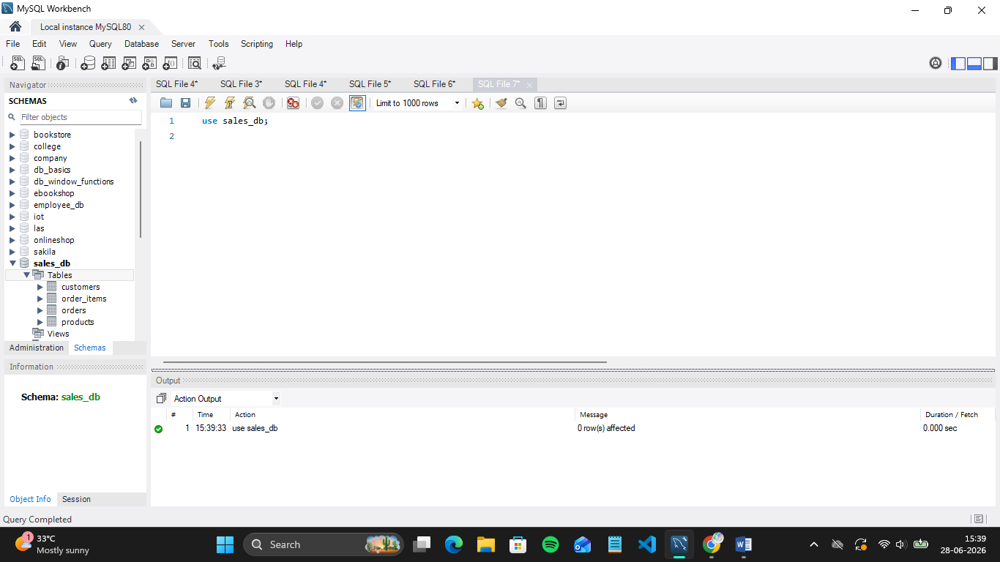 MySQL Workbench
Local instance MySQL80
File Edit View Query Database Server Tools Scripting Help
Navigator
SCHEMAS
Filter objects
bookstore
college
company
db_basics
db_window_functions
ebookshop
employee_db
iot
las
onlineshop
sakila
sales_db
Tables
customers
order_items
orders
products
Views
Administration Schemas
Information
Schema: sales_db
Object Info Session
SQL File 4* SQL File 3* SQL File 4* SQL File 5* SQL File 6* SQL File 7*
Limit to 1000 rows
1 use sales_db;
2
Output
Action Output
# Time Action Message Duration / Fetch
1 15:39:33 use sales_db 0 row(s) affected 0.000 sec
Query Completed
1
33°C
Mostly sunny
Search
15:39
28-06-2026